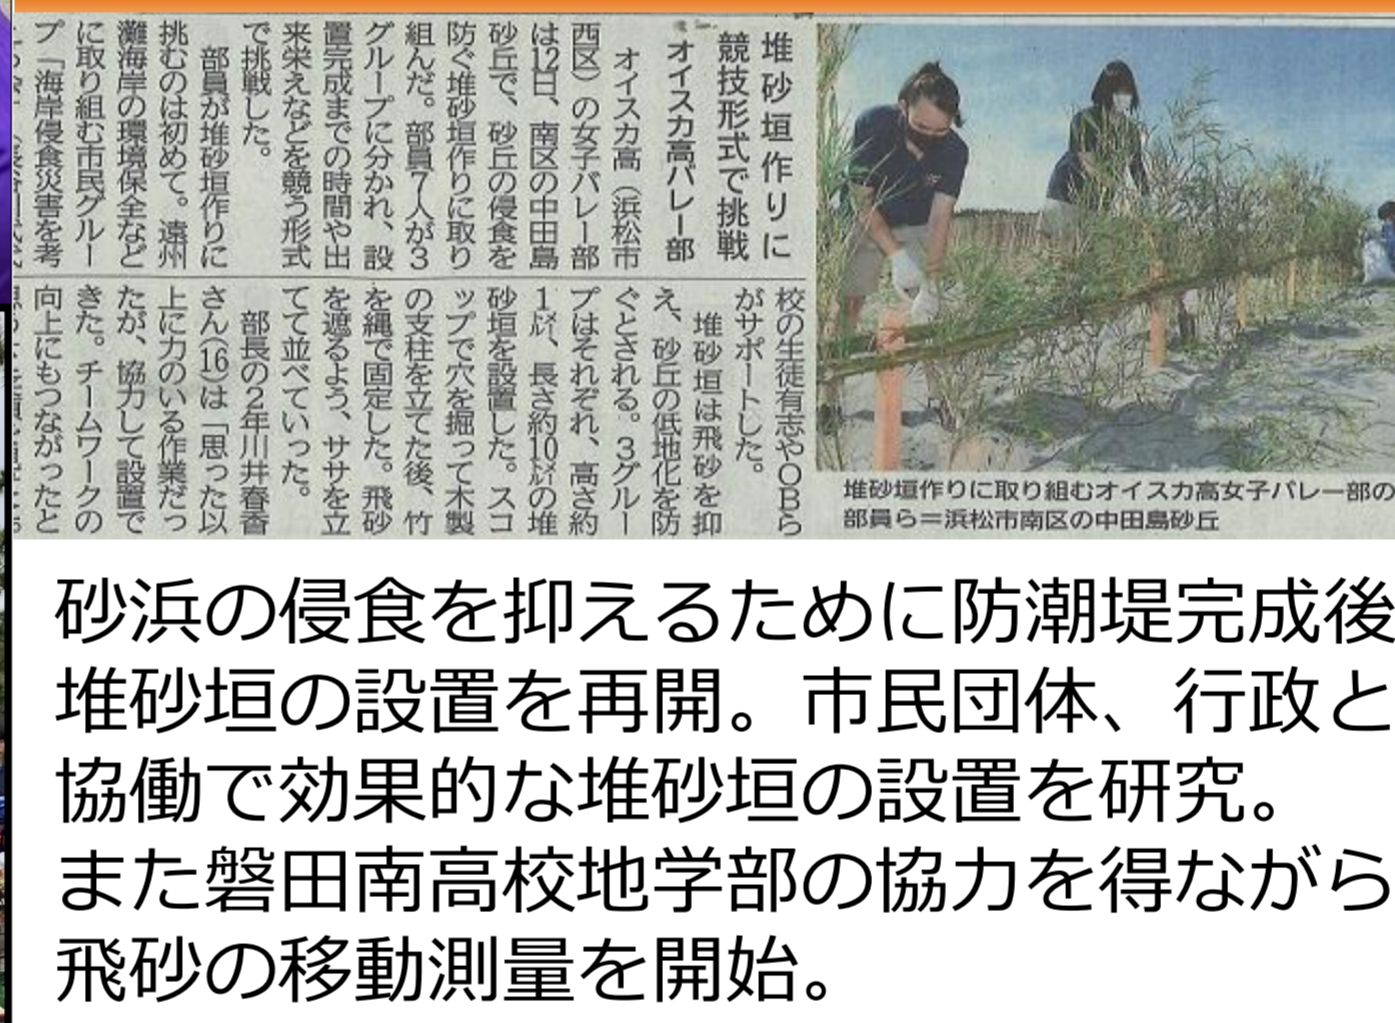 堆砂垣作りに
競技形式で挑戦
オイスカ高バレー部
オイスカ高（浜松市
西区）の女子バレー部
は12日、南区の中田島
砂丘で、砂丘の侵食を
防ぐ堆砂垣作りに取り
組んだ。部員7人が3
グループに分かれ、設
置完成までの時間や出
来栄えなどを競う形式
で挑戦した。
部員が堆砂垣作りに
挑むのは初めて。遠州
灘海岸の環境保全など
に取り組む市民グルー
プ「海岸侵食災害を考
校の生徒有志やOBら
がサポートした。
堆砂垣は飛砂を抑
え、砂丘の低地化を防
ぐとされる。3グルー
プはそれぞれ、高さ約
1㍍、長さ約10㍍の堆
砂垣を設置した。スコ
ップで穴を掘って木製
の支柱を立てた後、竹
を縄で固定した。飛砂
を遮るよう、ササを立
てて並べていった。
部長の2年川井春香
さん(16)は「思った以
上に力のいる作業だっ
たが、協力して設置で
きた。チームワークの
向上にもつながったと
堆砂垣作りに取り組むオイスカ高女子バレー部の
部員ら＝浜松市南区の中田島砂丘
砂浜の侵食を抑えるために防潮堤完成後
堆砂垣の設置を再開。市民団体、行政と
協働で効果的な堆砂垣の設置を研究。
また磐田南高校地学部の協力を得ながら
飛砂の移動測量を開始。